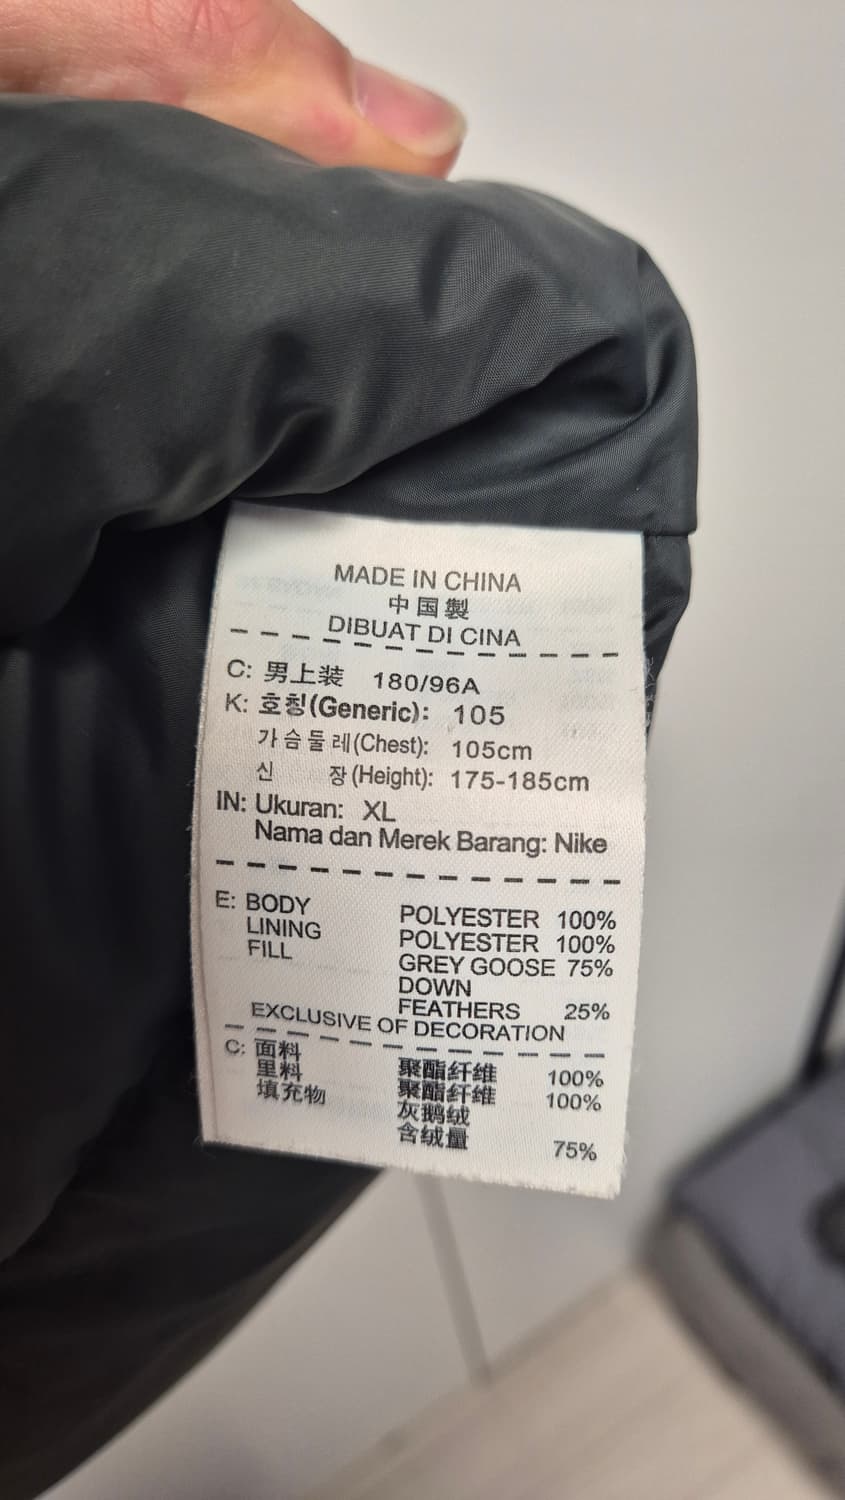 MADE IN CHINA
中国製
DIBUAT DI CINA
C: 男上装 180/96A
K: 호칭(Generic): 105
가슴둘레(Chest): 105cm
신 장(Height): 175-185cm
IN: Ukuran: XL
Nama dan Merek Barang: Nike
E: BODY POLYESTER 100%
LINING POLYESTER 100%
FILL GREY GOOSE 75%
DOWN
FEATHERS 25%
EXCLUSIVE OF DECORATION
C: 面料 聚酯纤维 100%
里料 聚酯纤维 100%
填充物 灰鹅绒
含绒量 75%